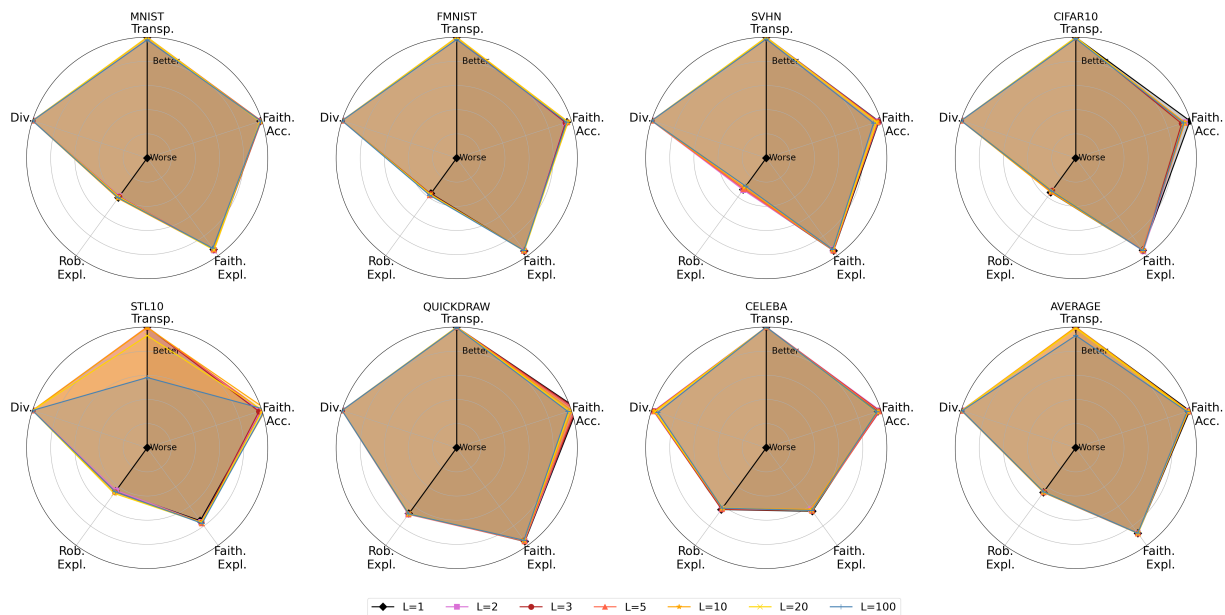 MNIST
Transp.
Better
Div.
Faith.
Acc.
Worse
Rob.
Expl.
Faith.
Expl.
FMNIST
Transp.
Better
Div.
Faith.
Acc.
Worse
Rob.
Expl.
Faith.
Expl.
SVHN
Transp.
Better
Div.
Faith.
Acc.
Worse
Rob.
Expl.
Faith.
Expl.
CIFAR10
Transp.
Better
Div.
Faith.
Acc.
Worse
Rob.
Expl.
Faith.
Expl.
STL10
Transp.
Better
Div.
Faith.
Acc.
Worse
Rob.
Expl.
Faith.
Expl.
QUICKDRAW
Transp.
Better
Div.
Faith.
Acc.
Worse
Rob.
Expl.
Faith.
Expl.
CELEBA
Transp.
Better
Div.
Faith.
Acc.
Worse
Rob.
Expl.
Faith.
Expl.
AVERAGE
Transp.
Better
Div.
Faith.
Acc.
Worse
Rob.
Expl.
Faith.
Expl.
L=1 L=2 L=3 L=5 L=10 L=20 L=100